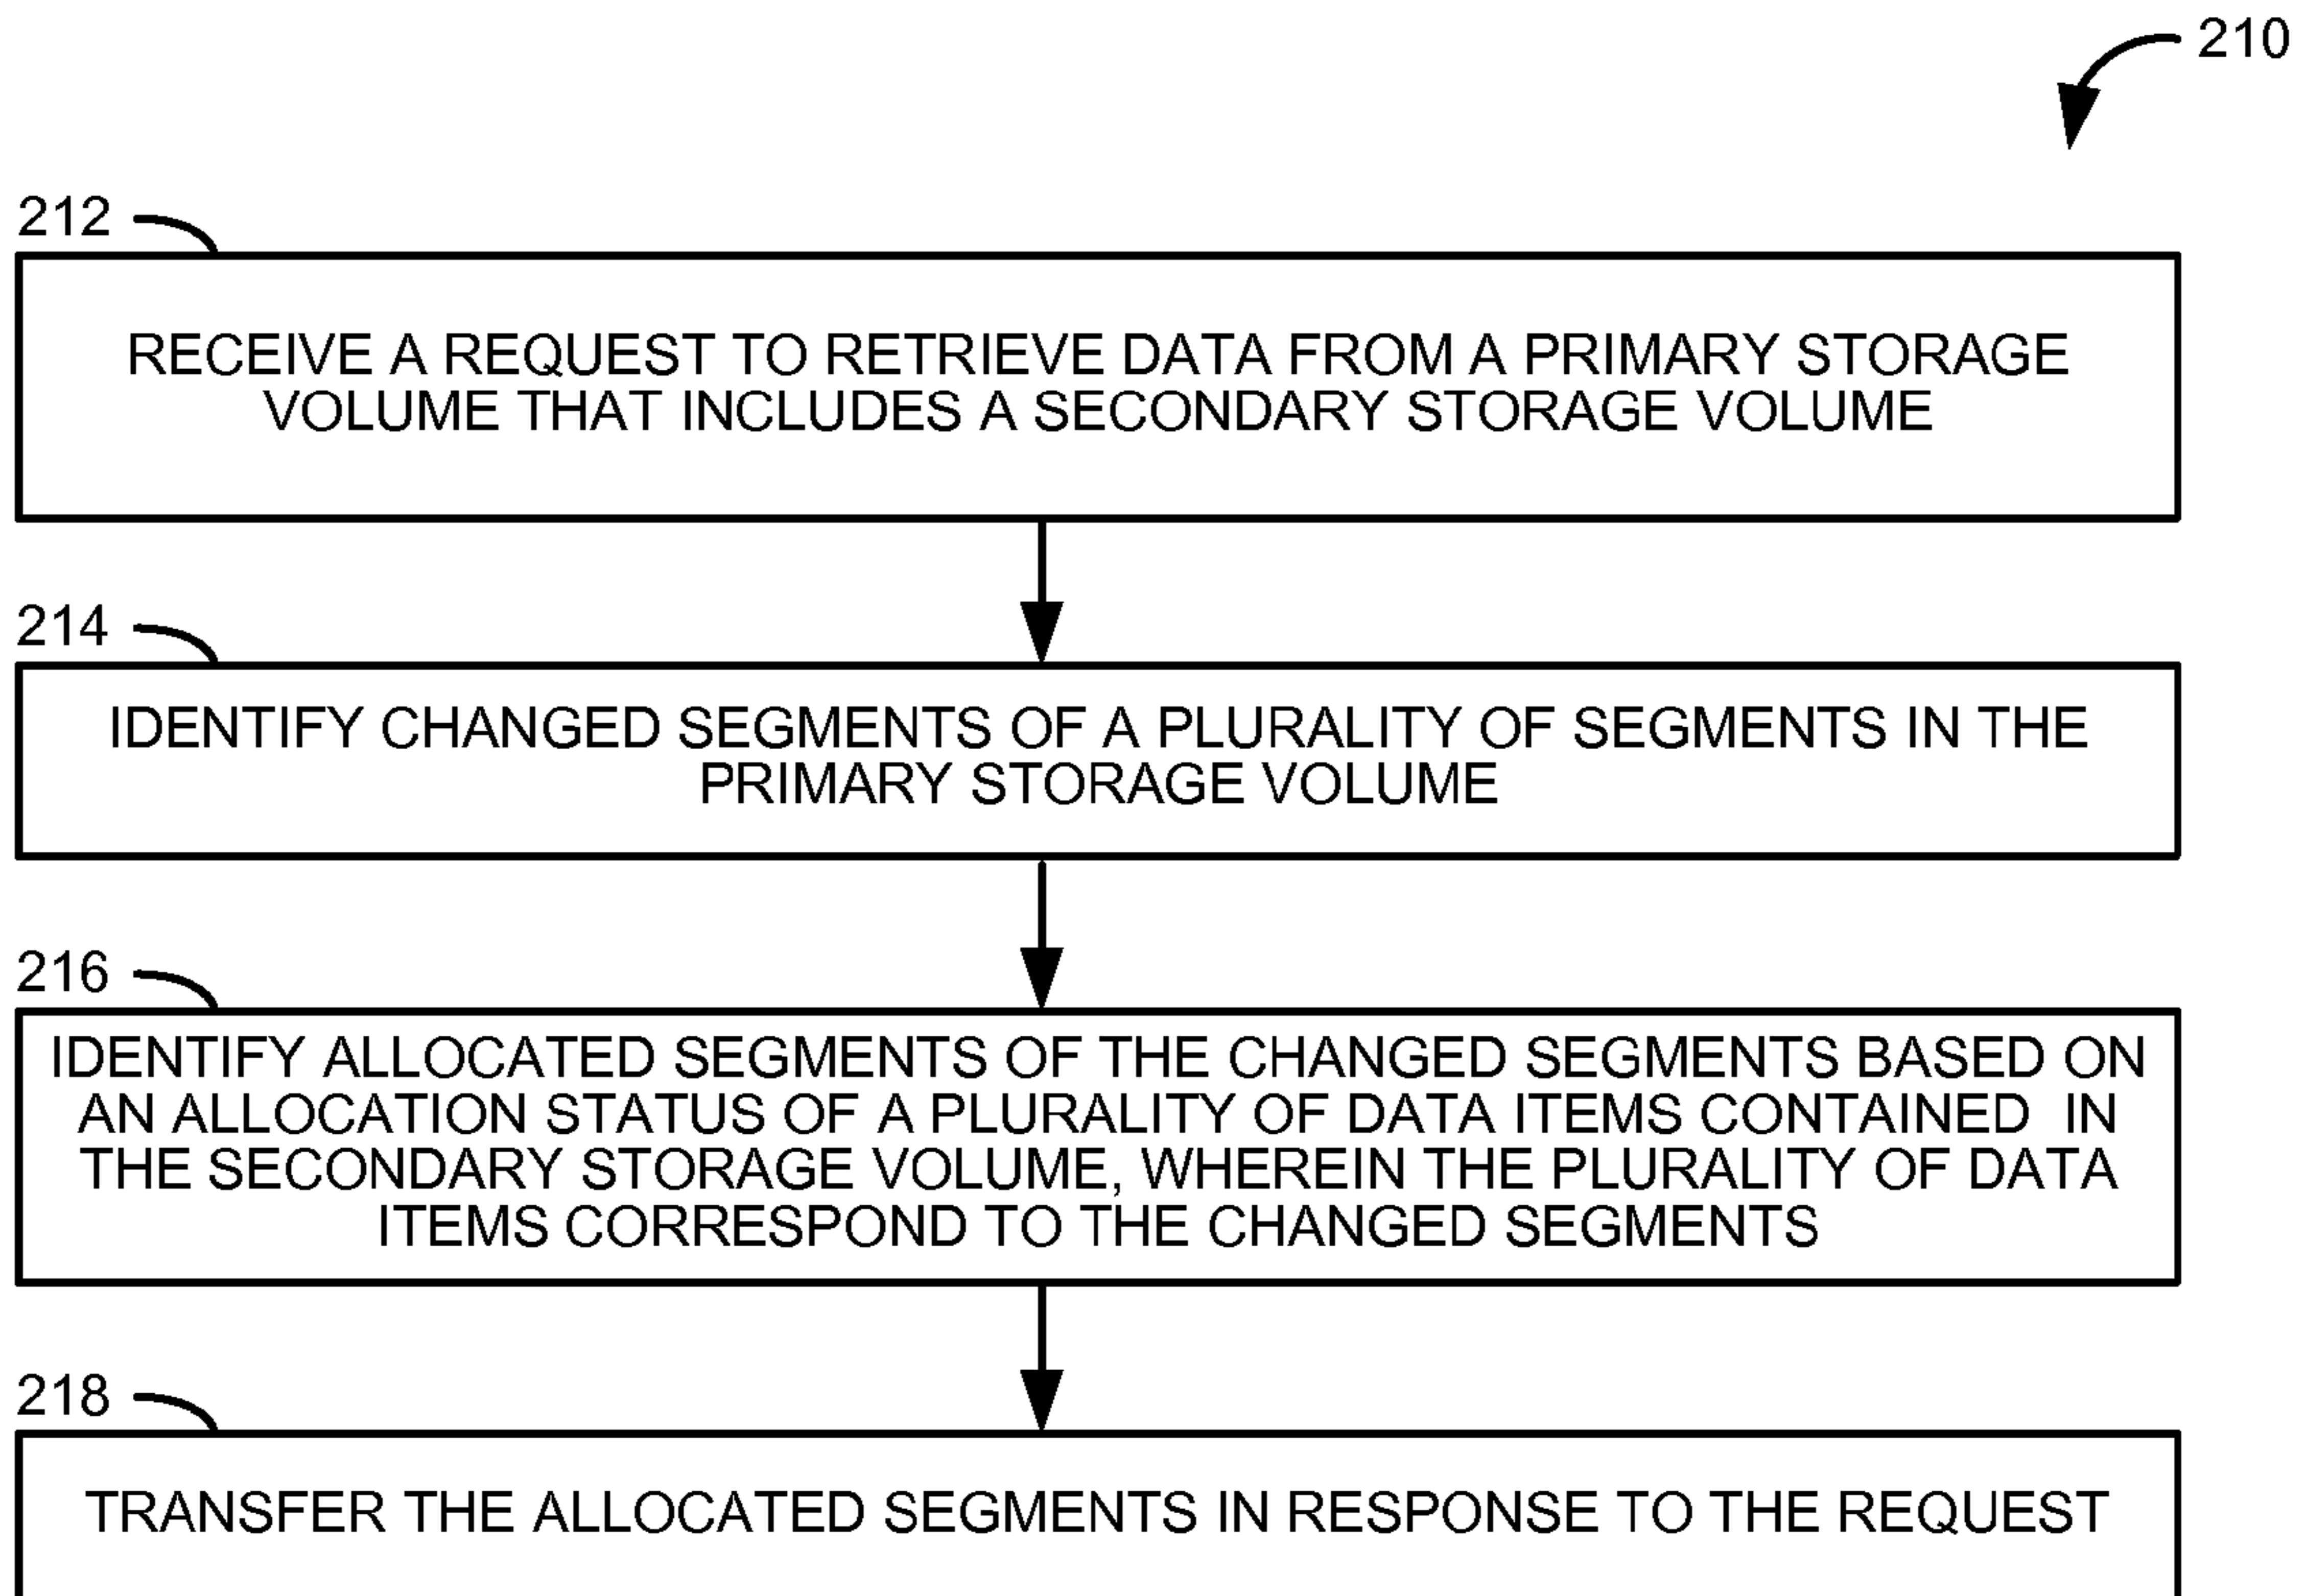 210
212
RECEIVE A REQUEST TO RETRIEVE DATA FROM A PRIMARY STORAGE
VOLUME THAT INCLUDES A SECONDARY STORAGE VOLUME
214
IDENTIFY CHANGED SEGMENTS OF A PLURALITY OF SEGMENTS IN THE
PRIMARY STORAGE VOLUME
216
IDENTIFY ALLOCATED SEGMENTS OF THE CHANGED SEGMENTS BASED ON
AN ALLOCATION STATUS OF A PLURALITY OF DATA ITEMS CONTAINED IN
THE SECONDARY STORAGE VOLUME, WHEREIN THE PLURALITY OF DATA
ITEMS CORRESPOND TO THE CHANGED SEGMENTS
218
TRANSFER THE ALLOCATED SEGMENTS IN RESPONSE TO THE REQUEST